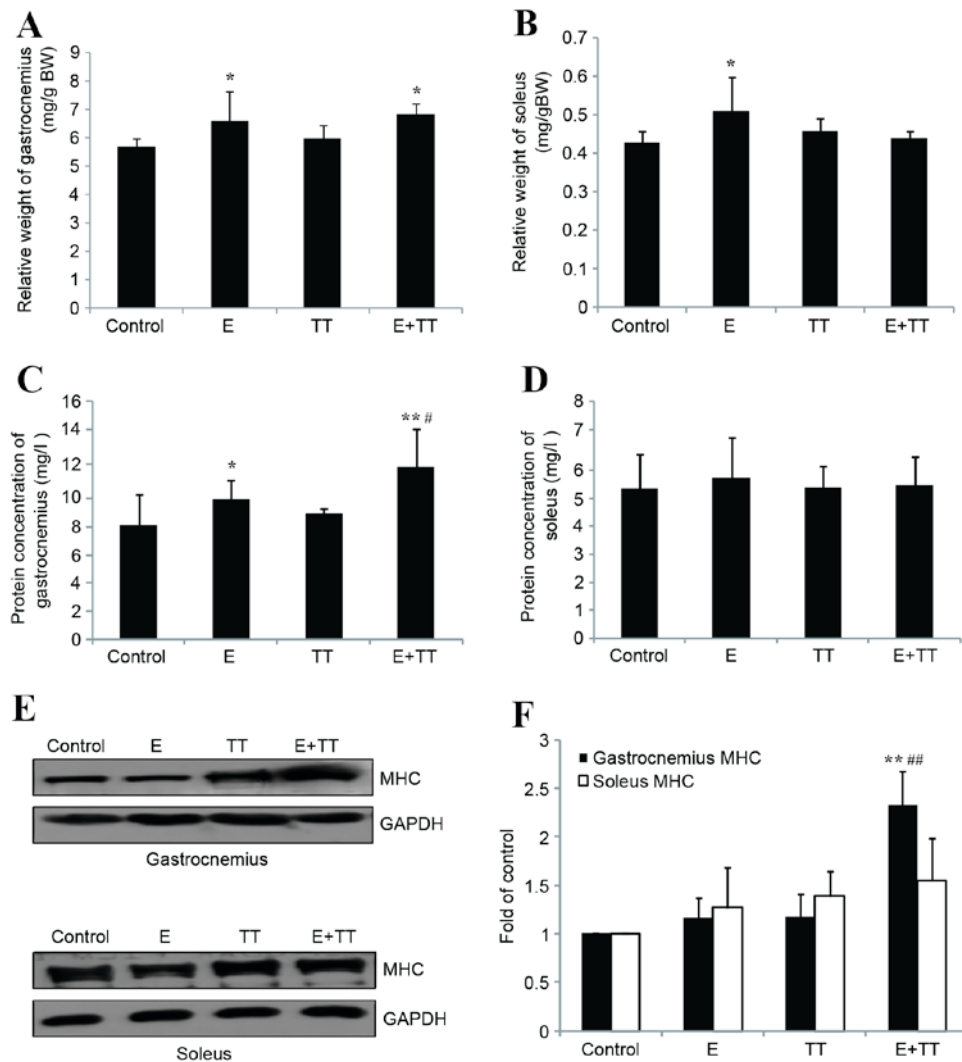 A
Relative weight of gastrocnemius
(mg/g BW)
9
8
7
6
5
4
3
2
1
0
*
*
Control E TT E+TT
B
Relative weight of soleus
(mg/gBW)
0.7
0.6
0.5
0.4
0.3
0.2
0.1
0
*
Control E TT E+TT
C
Protein concentration of
gastrocnemius (mg/l)
16
14
12
10
8
6
4
2
0
*
** #
Control E TT E+TT
D
Protein concentration of
soleus (mg/l )
8
7
6
5
4
3
2
1
0
Control E TT E+TT
E
Control E TT E+TT
MHC
GAPDH
Gastrocnemius
Control E TT E+TT
MHC
GAPDH
Soleus
F
Fold of control
3
2.5
2
1.5
1
0.5
0
Gastrocnemius MHC
Soleus MHC
** ##
Control E TT E+TT